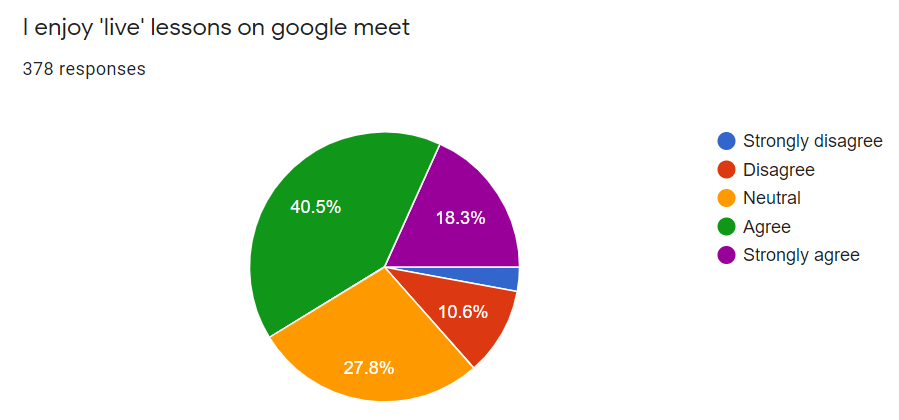 I enjoy 'live' lessons on google meet
378 responses
40.5%
18.3%
10.6%
27.8%
Strongly disagree
Disagree
Neutral
Agree
Strongly agree